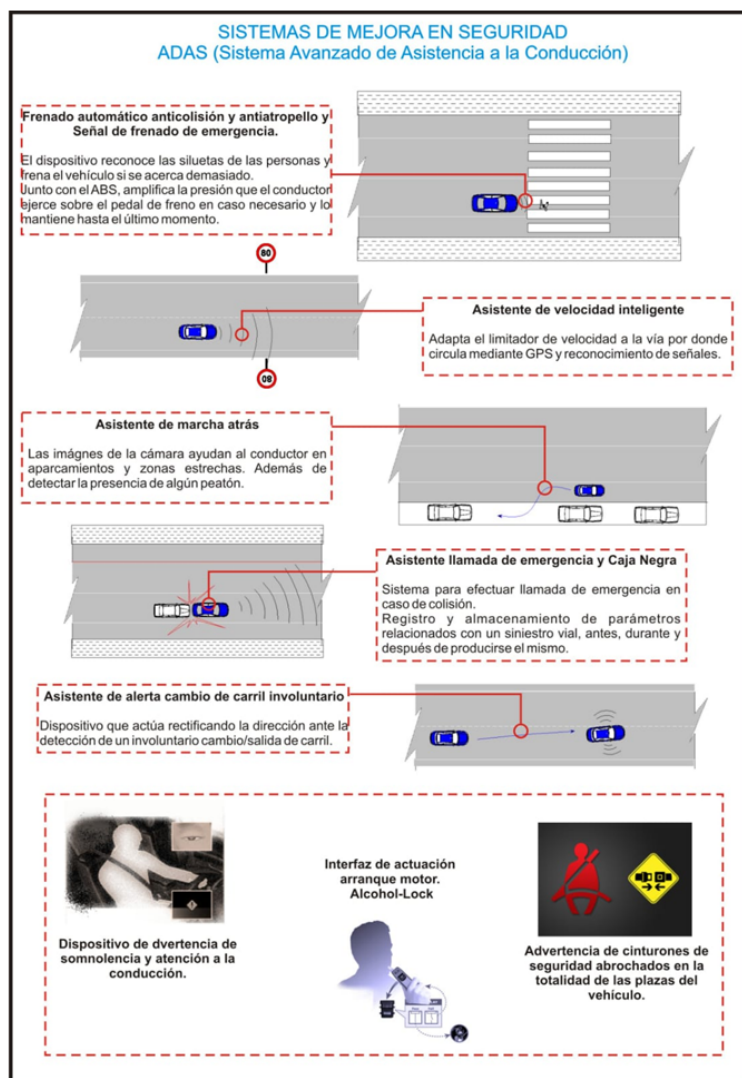 SISTEMAS DE MEJORA EN SEGURIDAD
ADAS (Sistema Avanzado de Asistencia a la Conducción)
Frenado automático anticolisión y antiatropello y
Señal de frenado de emergencia.
El dispositivo reconoce las siluetas de las personas y
frena el vehículo si se acerca demasiado.
Junto con el ABS, amplifica la presión que el conductor
ejerce sobre el pedal de freno en caso necesario y lo
mantiene hasta el último momento.
80
Asistente de velocidad inteligente
Adapta el limitador de velocidad a la vía por donde
circula mediante GPS y reconocimiento de señales.
80
Asistente de marcha atrás
Las imágnes de la cámara ayudan al conductor en
aparcamientos y zonas estrechas. Además de
detectar la presencia de algún peatón.
Asistente llamada de emergencia y Caja Negra
Sistema para efectuar llamada de emergencia en
caso de colisión.
Registro y almacenamiento de parámetros
relacionados con un siniestro vial, antes, durante y
después de producirse el mismo.
Asistente de alerta cambio de carril involuntario
Dispositivo que actúa rectificando la dirección ante la
detección de un involuntario cambio/salida de carril.
Dispositivo de dvertencia de
somnolencia y atención a la
conducción.
Interfaz de actuación
arranque motor.
Alcohol-Lock
Advertencia de cinturones de
seguridad abrochados en la
totalidad de las plazas del
vehículo.